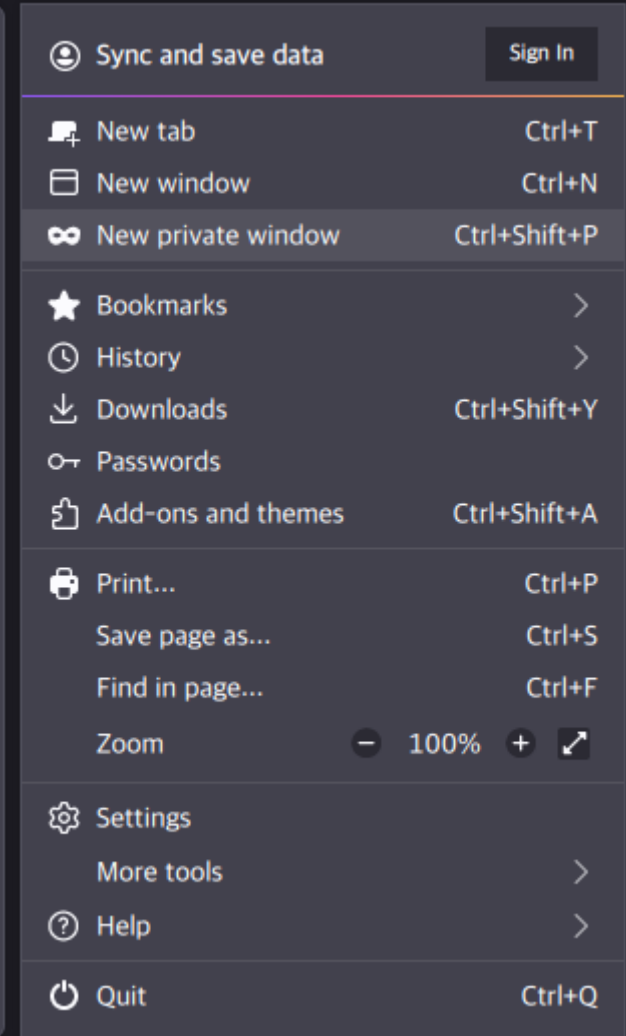 Sync and save data Sign In
New tab Ctrl+T
New window Ctrl+N
New private window Ctrl+Shift+P
Bookmarks
History
Downloads Ctrl+Shift+Y
Passwords
Add-ons and themes Ctrl+Shift+A
Print... Ctrl+P
Save page as... Ctrl+S
Find in page... Ctrl+F
Zoom − 100% +
Settings
More tools
Help
Quit Ctrl+Q